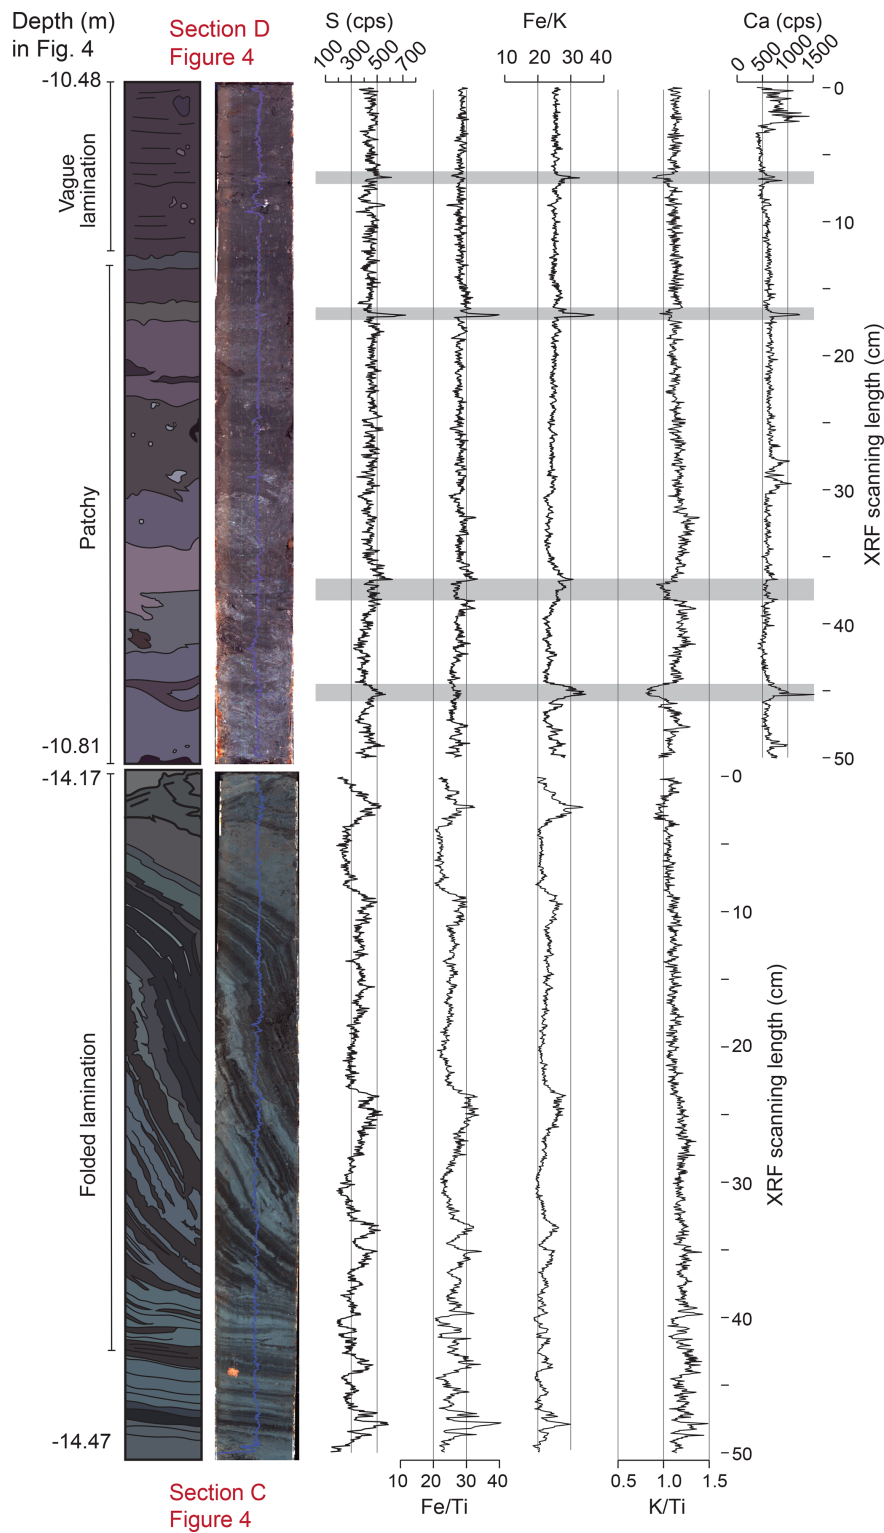 Depth (m)
in Fig. 4
Section D
Figure 4
S (cps)
100 300 500 700
Fe/K
10 20 30 40
Ca (cps)
0 500 1000 1500
-10.48
Vague
lamination
Patchy
-10.81
0
10
20
30
40
50
XRF scanning length (cm)
-14.17
Folded lamination
-14.47
0
10
20
30
40
50
XRF scanning length (cm)
10 20 30 40
Fe/Ti
0.5 1.0 1.5
K/Ti
Section C
Figure 4